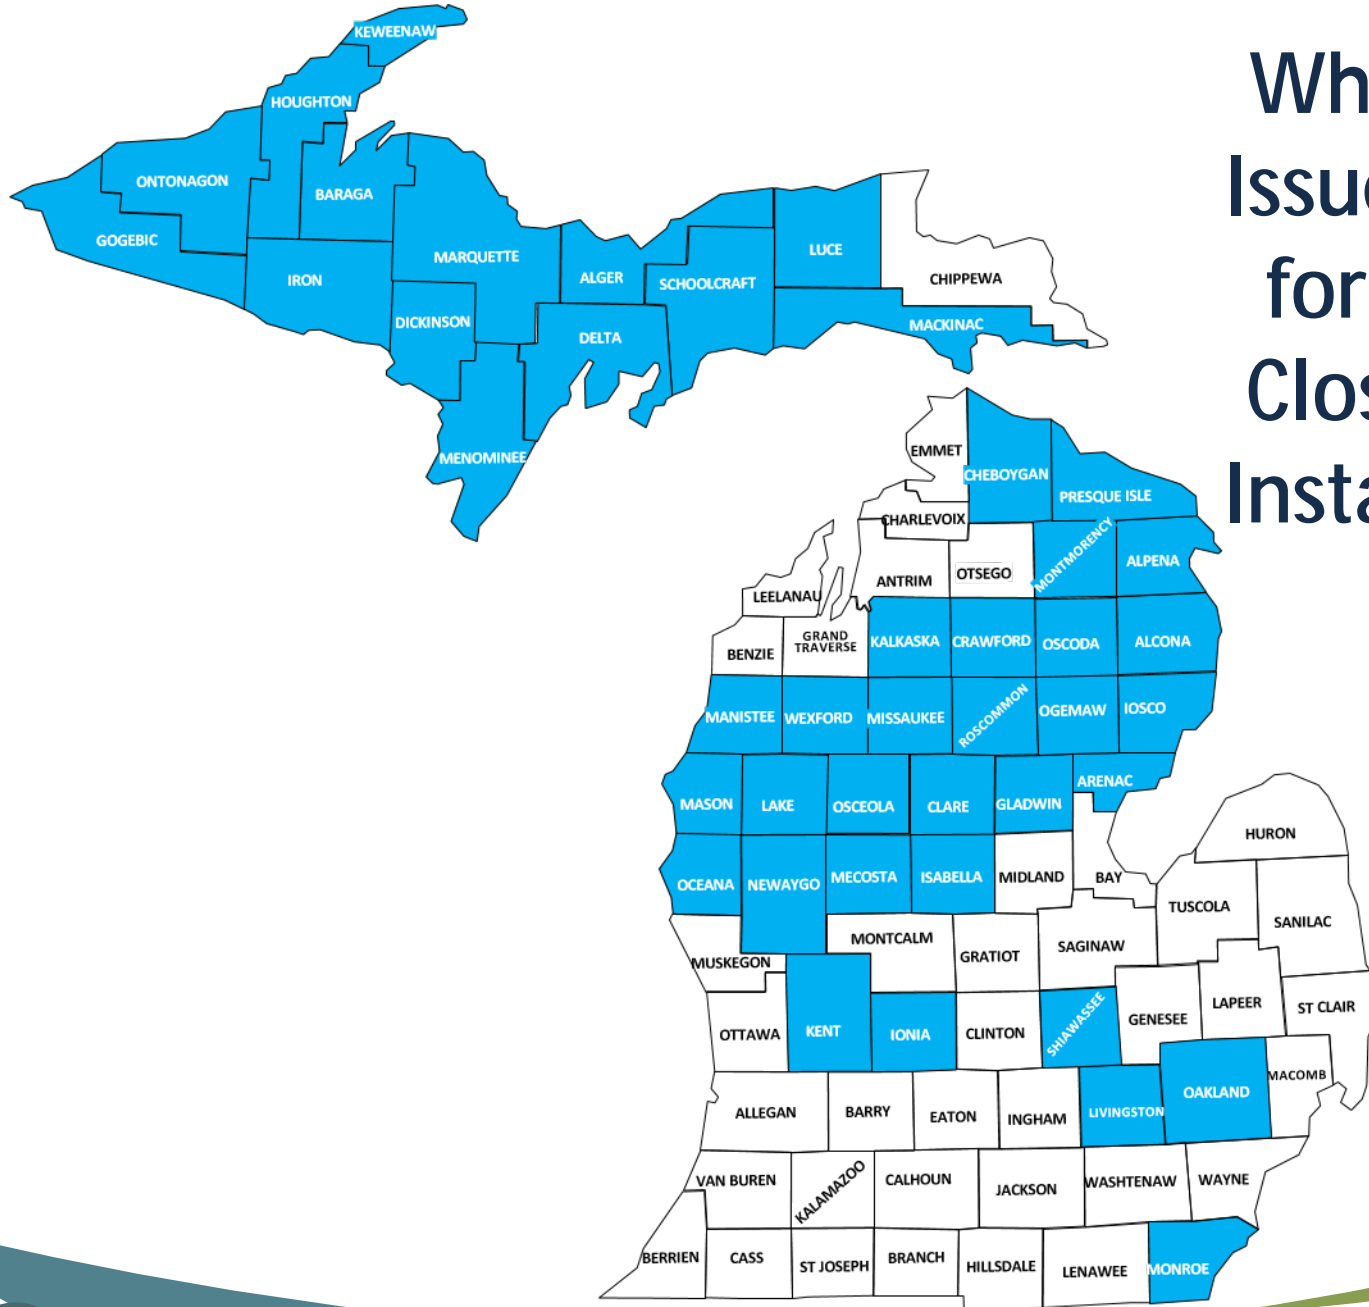 Wh
Issue
for
Clos
Insta
KEWEENAW
HOUGHTON
ONTONAGON
BARAGA
GOGEBIC
IRON
MARQUETTE
DICKINSON
MENOMINEE
ALGER
DELTA
SCHOOLCRAFT
LUCE
CHIPPEWA
MACKINAC
EMMET
CHEBOYGAN
PRESQUE ISLE
CHARLEVOIX
ANTRIM
OTSEGO
MONTMORENCY
ALPENA
LEELANAU
BENZIE
GRAND
TRAVERSE
KALKASKA
CRAWFORD
OSCODA
ALCONA
MANISTEE
WEXFORD
MISSAUKEE
ROSCOMMON
OGEMAW
IOSCO
MASON
LAKE
OSCEOLA
CLARE
GLADWIN
ARENAC
OCEANA
NEWAYGO
MECOSTA
ISABELLA
MIDLAND
BAY
HURON
TUSCOLA
SANILAC
MUSKEGON
MONTCALM
GRATIOT
SAGINAW
OTTAWA
KENT
IONIA
CLINTON
SHIAWASSEE
GENESEE
LAPEER
ST CLAIR
ALLEGAN
BARRY
EATON
INGHAM
LIVINGSTON
OAKLAND
MACOMB
VAN BUREN
KALAMAZOO
CALHOUN
JACKSON
WASHTENAW
WAYNE
BERRIEN
CASS
ST JOSEPH
BRANCH
HILLSDALE
LENAWEE
MONROE